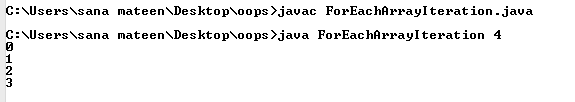 C:\Users\sana mateen\Desktop\oops>javac ForEachArrayIteration.java
C:\Users\sana mateen\Desktop\oops>java ForEachArrayIteration 4
0
1
2
3